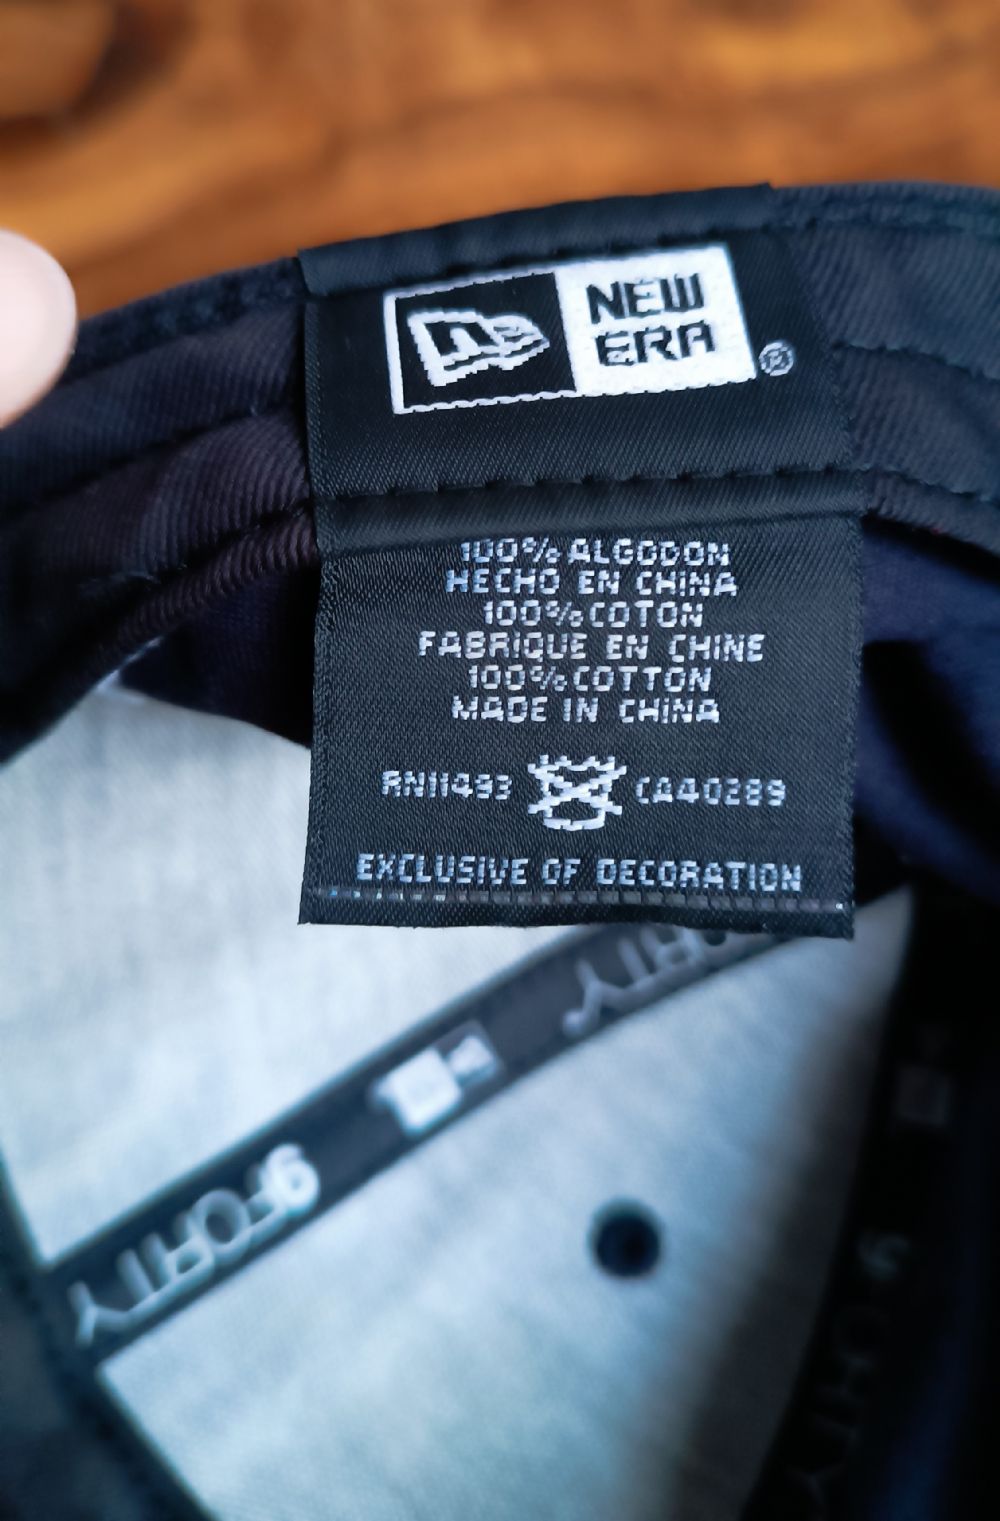 NEW
ERA
®
100% ALGODON
HECHO EN CHINA
100% COTON
FABRIQUE EN CHINE
100% COTTON
MADE IN CHINA
RN11493 CA40289
EXCLUSIVE OF DECORATION
9FORTY